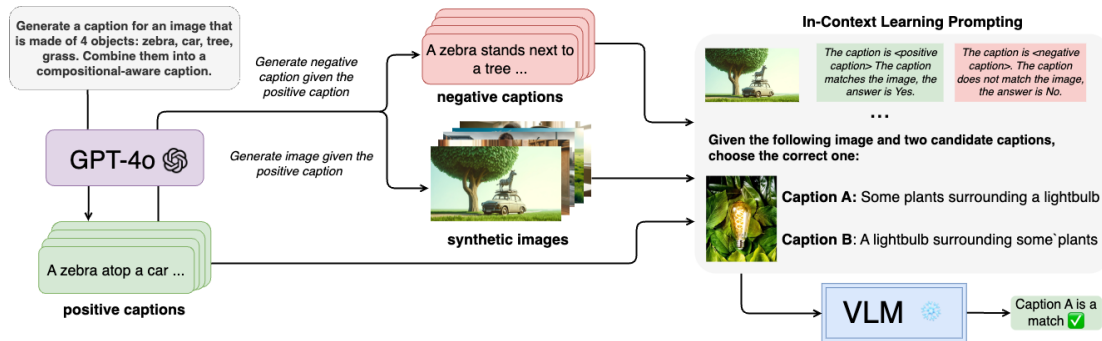 Generate a caption for an image that
is made of 4 objects: zebra, car, tree,
grass. Combine them into a
compositional-aware caption.
GPT-4o
A zebra atop a car ...
positive captions
Generate negative
caption given the
positive caption
Generate image given the
positive caption
A zebra stands next to
a tree ...
negative captions
synthetic images
In-Context Learning Prompting
The caption is <positive
caption> The caption
matches the image, the
answer is Yes.
The caption is <negative
caption>. The caption
does not match the image,
the answer is No.
...
Given the following image and two candidate captions,
choose the correct one:
Caption A: Some plants surrounding a lightbulb
Caption B: A lightbulb surrounding some`plants
VLM
Caption A is a
match ✅